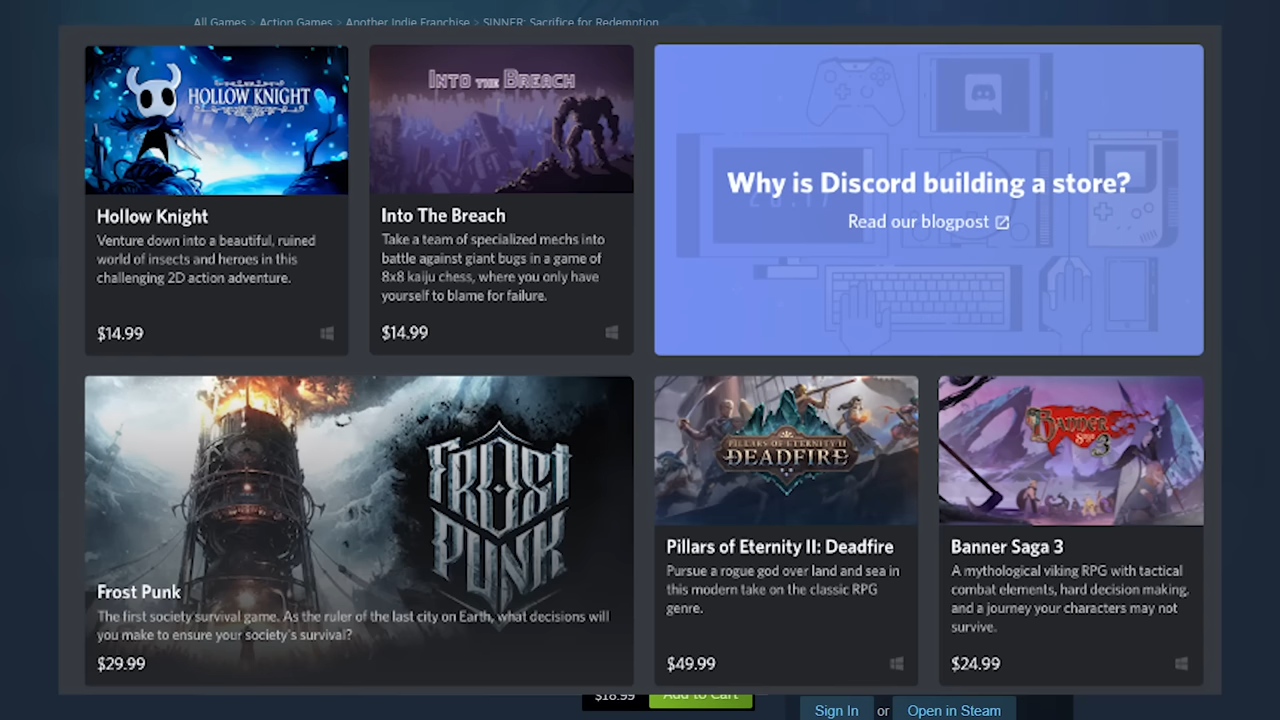 All Games > Action Games > Another Indie Franchise > SINNER: Sacrifice for Redemption
HOLLOW KNIGHT
Hollow Knight
Venture down into a beautiful, ruined
world of insects and heroes in this
challenging 2D action adventure.
$14.99
INTO THE BREACH
Into The Breach
Take a team of specialized mechs into
battle against giant bugs in a game of
8x8 kaiju chess, where you only have
yourself to blame for failure.
$14.99
Why is Discord building a store?
Read our blogpost
FROST
PUNK
Frost Punk
The first society survival game. As the ruler of the last city on Earth, what decisions will
you make to ensure your society's survival?
$29.99
PILLARS OF ETERNITY II
DEADFIRE
Pillars of Eternity II: Deadfire
Pursue a rogue god over land and sea in
this modern take on the classic RPG
genre.
$49.99
BANNER
SAGA 3
Banner Saga 3
A mythological viking RPG with tactical
combat elements, hard decision making,
and a journey your characters may not
survive.
$24.99
$18.99
Add to Cart
Sign In or Open in Steam